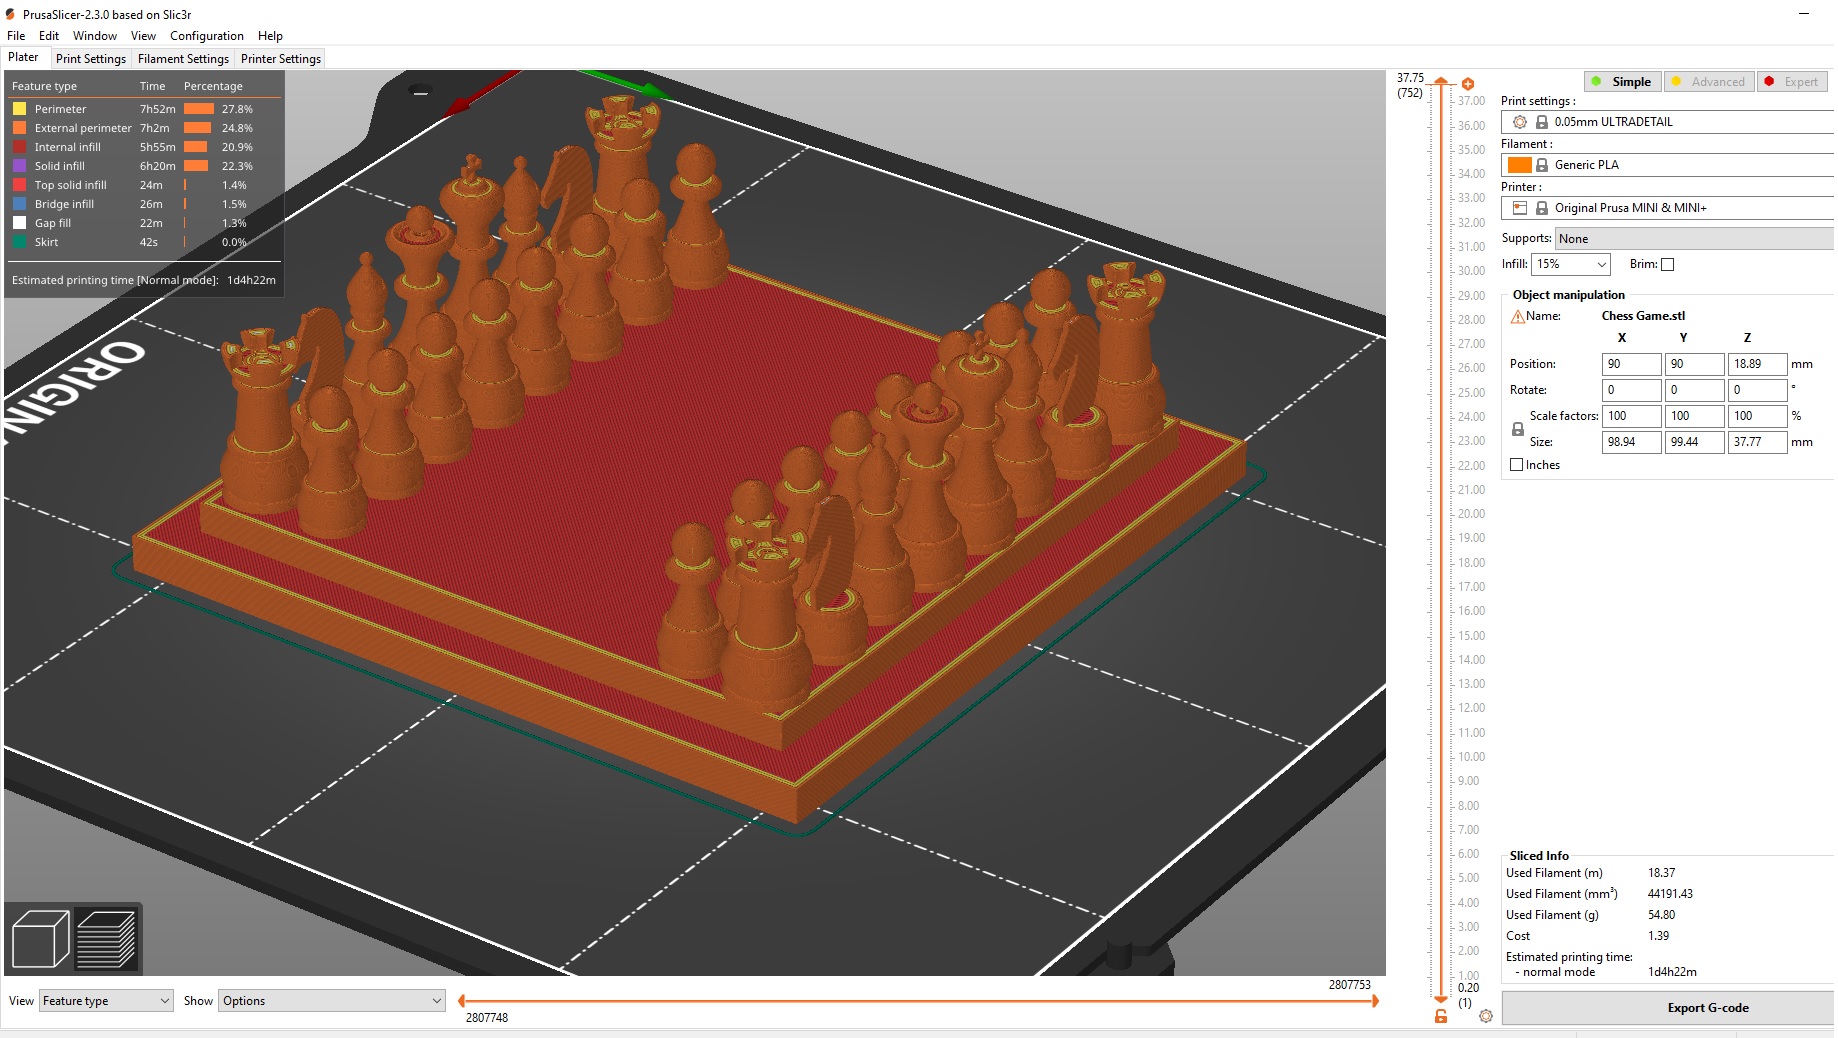 PrusaSlicer-2.3.0 based on Slic3r
File Edit Window View Configuration Help
Plater Print Settings Filament Settings Printer Settings
Feature type Time Percentage
Perimeter 7h52m 27.8%
External perimeter 7h2m 24.8%
Internal infill 5h55m 20.9%
Solid infill 6h20m 22.3%
Top solid infill 24m 1.4%
Bridge infill 26m 1.5%
Gap fill 22m 1.3%
Skirt 42s 0.0%
Estimated printing time [Normal mode]: 1d4h22m
ORIGIN
37.75
(752)
37.00
36.00
35.00
34.00
33.00
32.00
31.00
30.00
29.00
28.00
27.00
26.00
25.00
24.00
23.00
22.00
21.00
20.00
19.00
18.00
17.00
16.00
15.00
14.00
13.00
12.00
11.00
10.00
9.00
8.00
7.00
6.00
5.00
4.00
3.00
2.00
1.00
0.20
(1)
Simple Advanced Expert
Print settings :
0.05mm ULTRADETAIL
Filament :
Generic PLA
Printer :
Original Prusa MINI & MINI+
Supports: None
Infill: 15% Brim:
Object manipulation
Name: Chess Game.stl
X Y Z
Position: 90 90 18.89 mm
Rotate: 0 0 0 °
Scale factors: 100 100 100 %
Size: 98.94 99.44 37.77 mm
Inches
Sliced Info
Used Filament (m) 18.37
Used Filament (mm³) 44191.43
Used Filament (g) 54.80
Cost 1.39
Estimated printing time:
- normal mode 1d4h22m
Export G-code
View Feature type Show Options
2807753
2807748